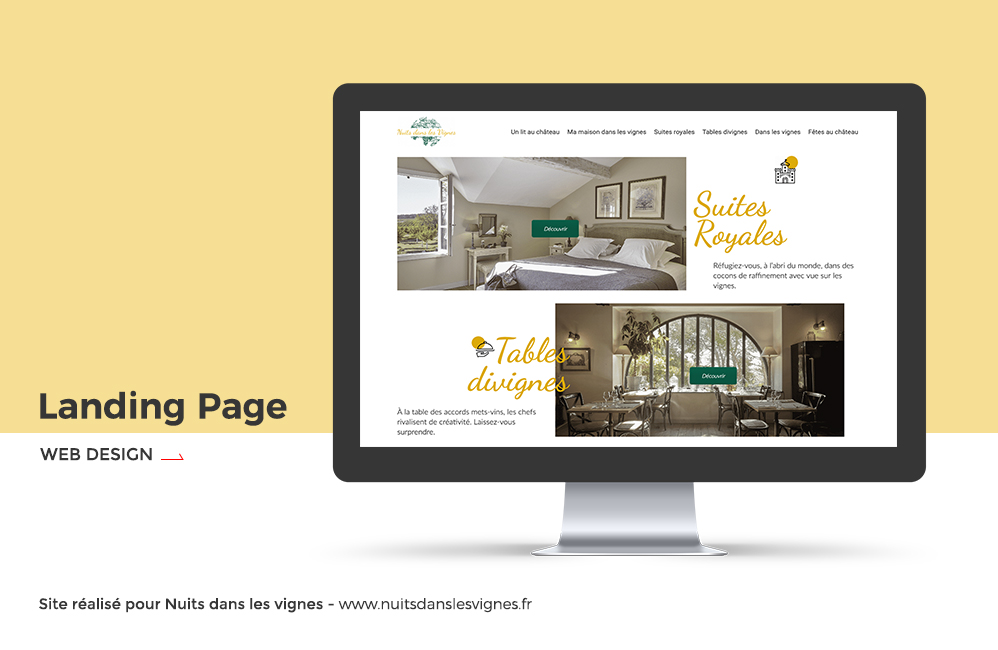 Nuits dans les Vignes
Un lit au château Ma maison dans les vignes Suites royales Tables divignes Dans les vignes Fêtes au château
Découvrir
Suites
Royales
Réfugiez-vous, à l'abri du monde, dans des
cocons de raffinement avec vue sur les
vignes.
Tables
divignes
À la table des accords mets-vins, les chefs
rivalisent de créativité. Laissez-vous
surprendre.
Découvrir
Landing Page
WEB DESIGN
Site réalisé pour Nuits dans les vignes - www.nuitsdanslesvignes.fr